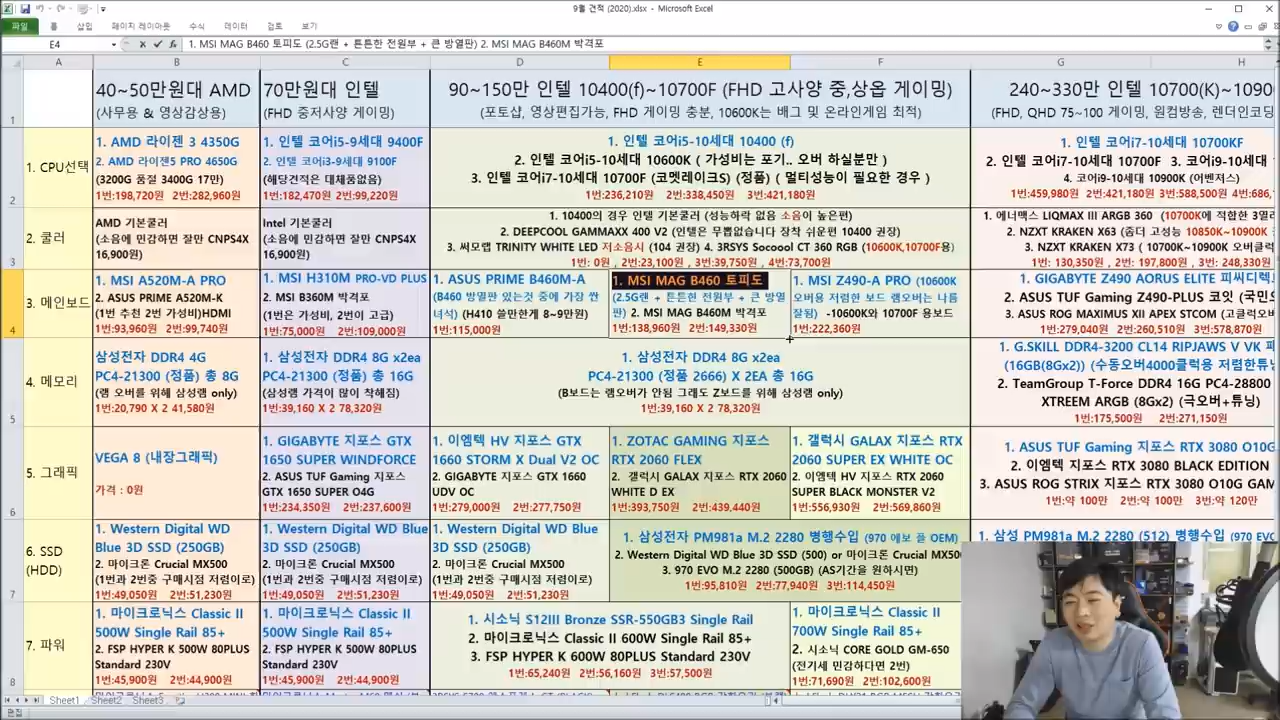 9월 견적 (2020).xlsx - Microsoft Excel
파일 홈 삽입 페이지 레이아웃 수식 데이터 검토 보기
E4 1. MSI MAG B460 토피도 (2.5G랜 + 튼튼한 전원부 + 큰 방열판) 2. MSI MAG B460M 박격포
A B C D E F G H
1
40~50만원대 AMD
(사무용 & 영상감상용)
70만원대 인텔
(FHD 중저사양 게이밍)
90~150만 인텔 10400(f)~10700F (FHD 고사양 중,상옵 게이밍)
(포토샵, 영상편집가능, FHD 게이밍 충분, 10600K는 배그 및 온라인게임 최적)
240~330만 인텔 10700(K)~1090
(FHD, QHD 75~100 게이밍, 원컴방송, 렌더인코딩
2
1. CPU선택
1. AMD 라이젠 3 4350G
2. AMD 라이젠5 PRO 4650G
(3200G 품절 3400G 17만)
1번:198,720원 2번:282,960원
1. 인텔 코어i5-9세대 9400F
2. 인텔 코어i3-9세대 9100F
(해당견적은 대체품없음)
1번:182,470원 2번:99,220원
1. 인텔 코어i5-10세대 10400 (f)
2. 인텔 코어i5-10세대 10600K ( 가성비는 포기.. 오버 하실분만 )
3. 인텔 코어i7-10세대 10700F (코멧레이크S) (정품) ( 멀티성능이 필요한 경우 )
1번:236,210원 2번:338,450원 3번:421,180원
1. 인텔 코어i7-10세대 10700KF
2. 인텔 코어i7-10세대 10700F 3. 코어i9-10세대
4. 코어i9-10세대 10900K (어벤저스)
1번:459,980원 2번:421,180원 3번:588,500원 4번:686,
3
2. 쿨러
AMD 기본쿨러
(소음에 민감하면 잘만 CNPS4X
16,900원)
Intel 기본쿨러
(소음에 민감하면 잘만 CNPS4X
16,900원)
1. 10400의 경우 인텔 기본쿨러 (성능하락 없음 소음이 높은편)
2. DEEPCOOL GAMMAXX 400 V2 (인텔은 무뽑없습니다 장착 쉬운편 10400 권장)
3. 써모랩 TRINITY WHITE LED 저소음시 (104 권장) 4. 3RSYS Socoool CT 360 RGB (10600K,10700F용)
1번: 0원 , 2번:23,100원 , 3번:39,750원 , 4번:73,700원
1. 에너맥스 LIQMAX III ARGB 360 (10700K에 적합한 3열
2. NZXT KRAKEN X63 (좀더 고성능 10850K~10900K
3. NZXT KRAKEN X73 ( 10700K~10900K 오버클럭
1번: 130,350원 , 2번: 197,800원 , 3번: 248,330원
4
3. 메인보드
1. MSI A520M-A PRO
2. ASUS PRIME A520M-K
(1번 추천 2번 가성비)HDMI
1번:93,960원 2번:99,740원
1. MSI H310M PRO-VD PLUS
2. MSI B360M 박격포
(1번은 가성비, 2번이 고급)
1번:75,000원 2번:109,000원
1. ASUS PRIME B460M-A
(B460 방열판 있는것 중에 가장 싼
녀석) (H410 쓸만한게 8~9만원)
1번:115,000원
1. MSI MAG B460 토피도
(2.5G랜 + 튼튼한 전원부 + 큰 방열
판) 2. MSI MAG B460M 박격포
1번:138,960원 2번:149,330원
1. MSI Z490-A PRO (10600K
오버용 저렴한 보드 램오버는 나름
잘됨) -10600K와 10700F 용보드
1번:222,360원
1. GIGABYTE Z490 AORUS ELITE 피씨디렉
2. ASUS TUF Gaming Z490-PLUS 코잇 (국민오
3. ASUS ROG MAXIMUS XII APEX STCOM (고클럭오버
1번:279,040원 2번:260,510원 3번:578,870원
5
4. 메모리
삼성전자 DDR4 4G
PC4-21300 (정품) 총 8G
(램 오버를 위해 삼성램 only)
1번:20,790 X 2 41,580원
1. 삼성전자 DDR4 8G x2ea
PC4-21300 (정품) 총 16G
(삼성램 가격이 많이 착해짐)
1번:39,160 X 2 78,320원
1. 삼성전자 DDR4 8G x2ea
PC4-21300 (정품 2666) X 2EA 총 16G
(B보드는 램오버가 안됨 그래도 Z보드를 위해 삼성램 only)
1번:39,160 X 2 78,320원
1. G.SKILL DDR4-3200 CL14 RIPJAWS V VK 패
(16GB(8Gx2)) (수동오버4000클럭용 저렴한튜닝
2. TeamGroup T-Force DDR4 16G PC4-28800
XTREEM ARGB (8Gx2) (극오버+튜닝)
1번:175,500원 2번:271,150원
6
5. 그래픽
VEGA 8 (내장그래픽)
가격 : 0원
1. GIGABYTE 지포스 GTX
1650 SUPER WINDFORCE
2. ASUS TUF Gaming 지포스
GTX 1650 SUPER O4G
1번:234,350원 2번:237,600원
1. 이엠텍 HV 지포스 GTX
1660 STORM X Dual V2 OC
2. GIGABYTE 지포스 GTX 1660
UDV OC
1번:279,000원 2번:277,750원
1. ZOTAC GAMING 지포스
RTX 2060 FLEX
2. 갤럭시 GALAX 지포스 RTX 2060
WHITE D EX
1번:393,750원 2번:439,440원
1. 갤럭시 GALAX 지포스 RTX
2060 SUPER EX WHITE OC
2. 이엠텍 HV 지포스 RTX 2060
SUPER BLACK MONSTER V2
1번:556,930원 2번:569,860원
1. ASUS TUF Gaming 지포스 RTX 3080 O10G
2. 이엠텍 지포스 RTX 3080 BLACK EDITION
3. ASUS ROG STRIX 지포스 RTX 3080 O10G GAM
1번:약 100만 2번:약 100만 3번:약 120만
7
6. SSD
(HDD)
1. Western Digital WD
Blue 3D SSD (250GB)
2. 마이크론 Crucial MX500
(1번과 2번중 구매시점 저렴이로)
1번:49,050원 2번:51,230원
1. Western Digital WD Blue
3D SSD (250GB)
2. 마이크론 Crucial MX500
(1번과 2번중 구매시점 저렴이로)
1번:49,050원 2번:51,230원
1. Western Digital WD Blue
3D SSD (250GB)
2. 마이크론 Crucial MX500
(1번과 2번중 구매시점 저렴이로)
1번:49,050원 2번:51,230원
1. 삼성전자 PM981a M.2 2280 병행수입 (970 에보 플 OEM)
2. Western Digital WD Blue 3D SSD (500) or 마이크론 Crucial MX50
3. 970 EVO M.2 2280 (500GB) (AS기간을 원하시면)
1번:95,810원 2번:77,940원 3번:114,450원
1. 삼성 PM981a M.2 2280 (512) 병행수입 (970 EVO
8
7. 파워
1. 마이크로닉스 Classic II
500W Single Rail 85+
2. FSP HYPER K 500W 80PLUS
Standard 230V
1번:45,900원 2번:44,900원
1. 마이크로닉스 Classic II
500W Single Rail 85+
2. FSP HYPER K 500W 80PLUS
Standard 230V
1번:45,900원 2번:44,900원
1. 시소닉 S12III Bronze SSR-550GB3 Single Rail
2. 마이크로닉스 Classic II 600W Single Rail 85+
3. FSP HYPER K 600W 80PLUS Standard 230V
1번:65,240원 2번:56,160원 3번:57,500원
1. 마이크로닉스 Classic II
700W Single Rail 85+
2. 시소닉 CORE GOLD GM-650
(전기세 민감하다면 2번)
1번:71,690원 2번:102,600원
Sheet1 Sheet2 Sheet3
편집